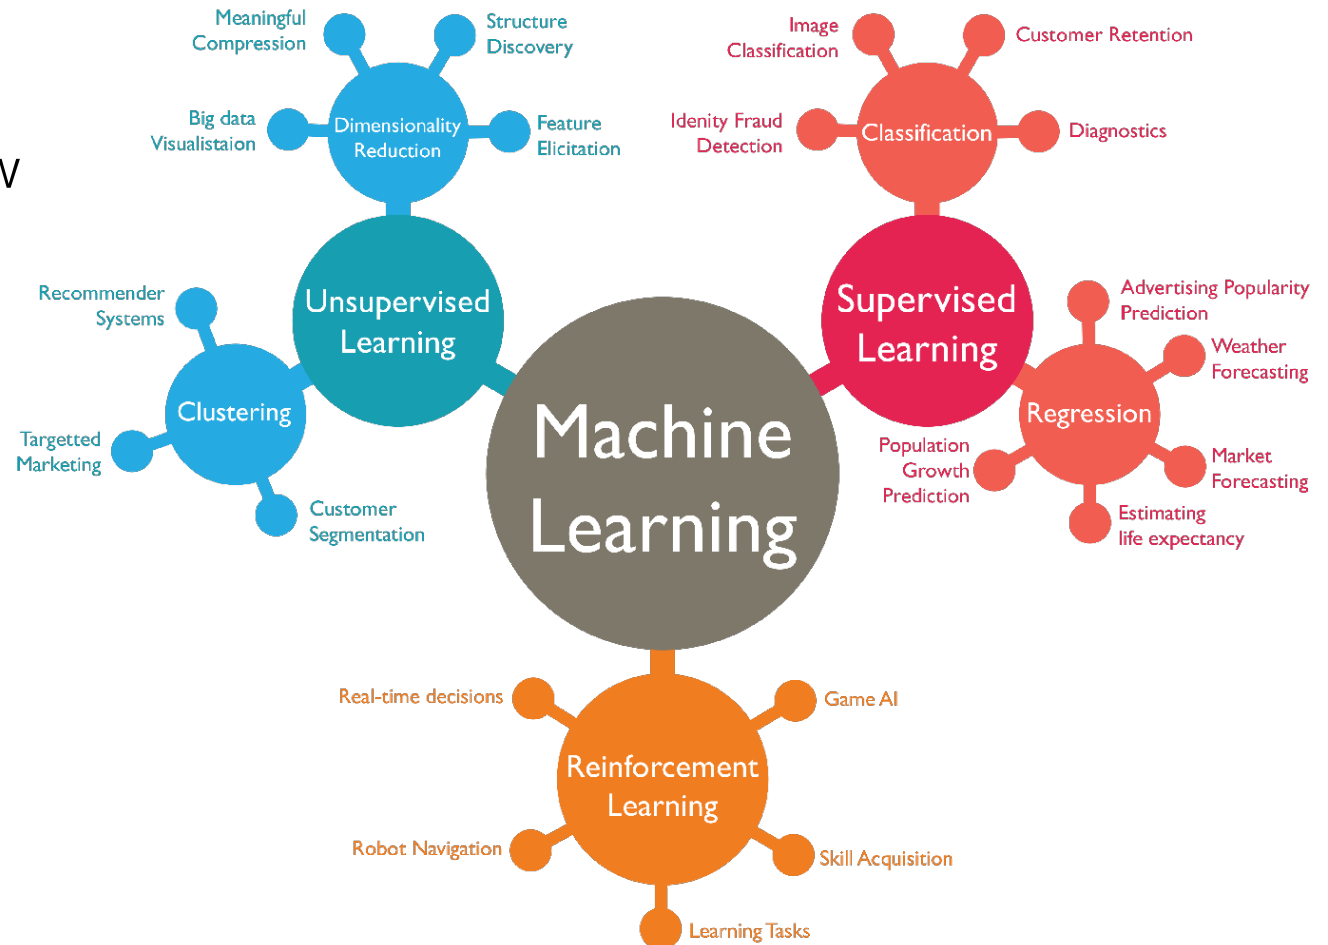 Meaningful
Compression
Structure
Discovery
Big data
Visualistaion
Dimensionality
Reduction
Feature
Elicitation
Image
Classification
Customer Retention
Idenity Fraud
Detection
Classification
Diagnostics
w
Unsupervised
Learning
Supervised
Learning
Recommender
Systems
Clustering
Targetted
Marketing
Customer
Segmentation
Advertising Popularity
Prediction
Weather
Forecasting
Regression
Population
Growth
Prediction
Market
Forecasting
Estimating
life expectancy
Machine
Learning
Real-time decisions
Game AI
Reinforcement
Learning
Robot Navigation
Skill Acquisition
Learning Tasks